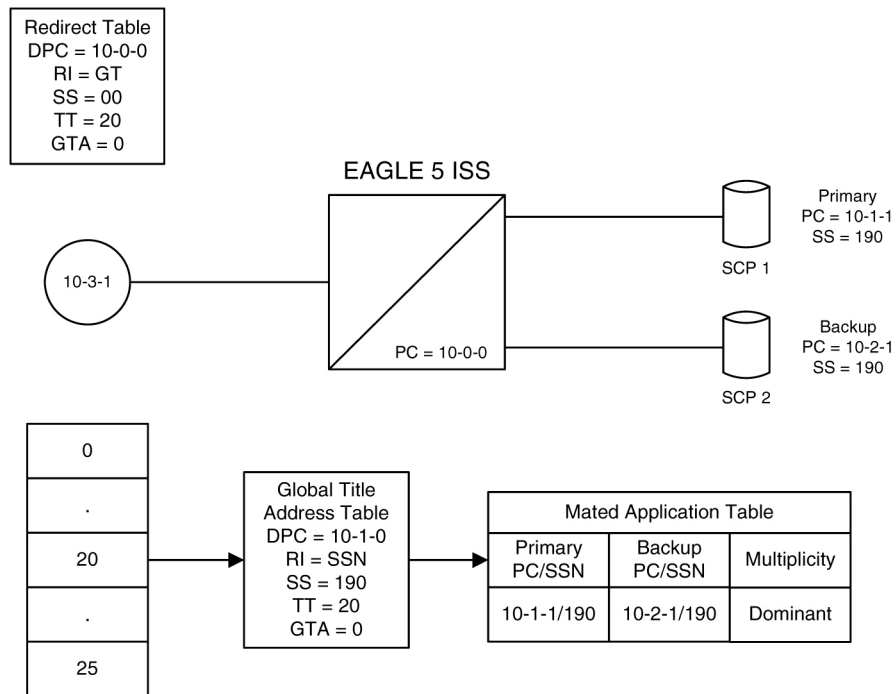 Redirect Table
DPC = 10-0-0
RI = GT
SS = 00
TT = 20
GTA = 0
EAGLE 5 ISS
10-3-1
PC = 10-0-0
SCP 1
Primary
PC = 10-1-1
SS = 190
SCP 2
Backup
PC = 10-2-1
SS = 190
0
.
20
.
25
Global Title
Address Table
DPC = 10-1-0
RI = SSN
SS = 190
TT = 20
GTA = 0
Mated Application Table
Primary
PC/SSN
Backup
PC/SSN
Multiplicity
10-1-1/190
10-2-1/190
Dominant